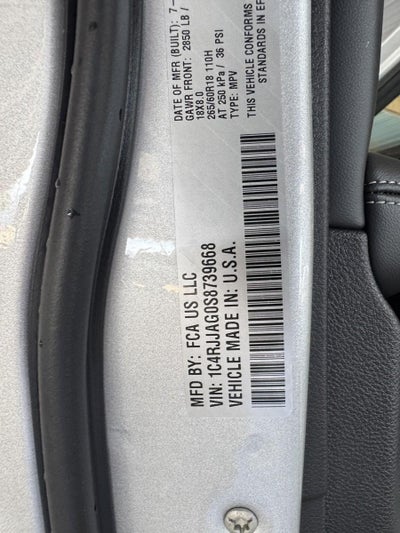 MFD BY: FCA US LLC
VIN: 1C4RJJAG0S8739668
VEHICLE MADE IN: U.S.A.
DATE OF MFR (BUILT): 7-
GAWR FRONT: 2850 LB /
18X8.0
265/60R18 110H
AT 250 kPa / 36 PSI
TYPE: MPV
THIS VEHICLE CONFORMS
STANDARDS IN EF